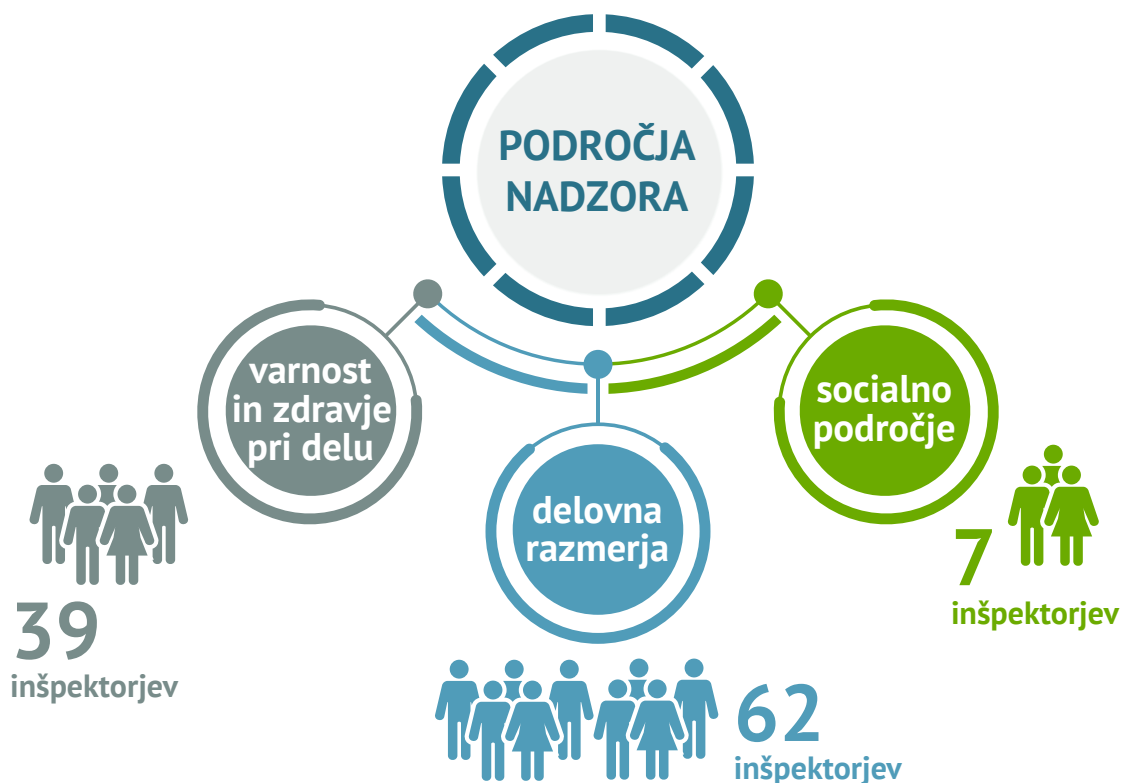 PODROČJA
NADZORA
varnost
in zdravje
pri delu
39
inšpektorjev
delovna
razmerja
62
inšpektorjev
socialno
področje
7
inšpektorjev